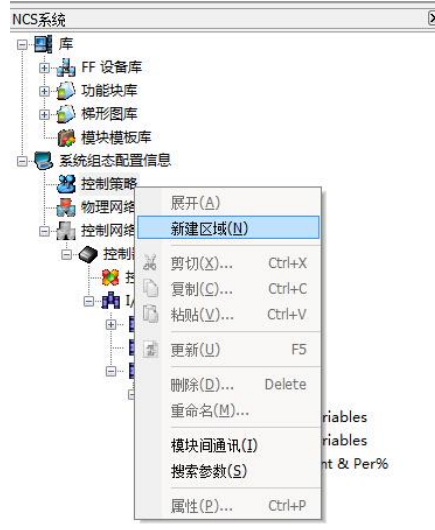 NCS系统
库
FF 设备库
功能块库
梯形图库
模块模板库
系统组态配置信息
控制策略
物理网络
控制网络
控制
I/
展开(A)
新建区域(N)
剪切(X)... Ctrl+X
复制(C)... Ctrl+C
粘贴(V)... Ctrl+V
更新(U) F5
删除(D)... Delete
重命名(M)...
模块间通讯(I)
搜索参数(S)
属性(P)... Ctrl+P
riables
riables
nt & Per%